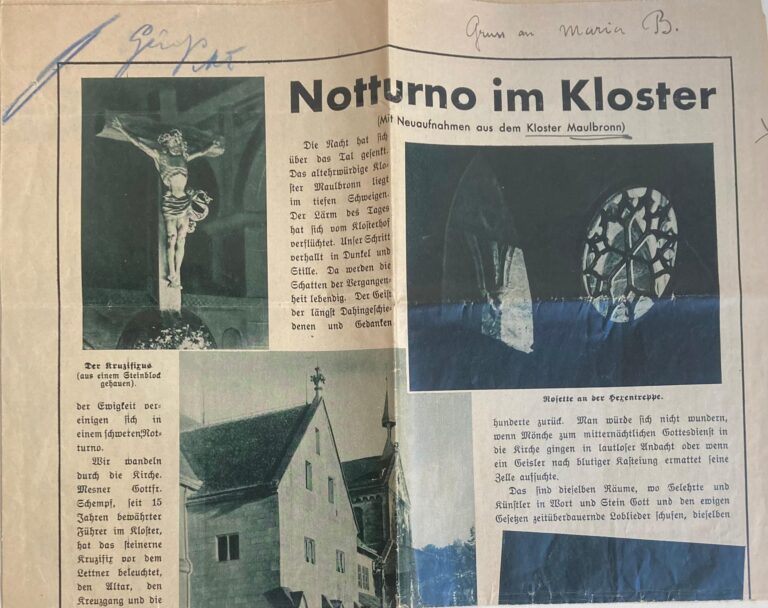 Gruss an Maria B.
Notturno im Kloster
(Mit Neuaufnahmen aus dem Kloster Maulbronn)
Die Nacht hat sich
über das Tal gesenkt.
Das altehrwürdige Klo-
ster Maulbronn liegt
im tiefen Schweigen.
Der Lärm des Tages
hat sich vom Klosterhof
verflüchtet. Unser Schritt
verhallt in Dunkel und
Stille. Da werden die
Schatten der Vergangen-
heit lebendig. Der Geist
der längst Dahingeschie-
denen und Gedanken
Der Kruzifixus
(aus einem Steinblock
gehauen).
der Ewigkeit ver-
einigen sich in
einem schweren Not-
turno.
Wir wandeln
durch die Kirche.
Mesner Gottfr.
Schempf, seit 15
Jahren bewährter
Führer im Kloster,
hat das steinerne
Kruzifix vor dem
Lettner beleuchtet,
den Altar, den
Kreuzgang und die
Rosette an der Hexentreppe.
hunderte zurück. Man würde sich nicht wundern,
wenn Mönche zum mitternächtlichen Gottesdienst in
die Kirche gingen in lautloser Andacht oder wenn
ein Geisler nach blutiger Kasteiung ermattet seine
Zelle aufsuchte.
Das sind dieselben Räume, wo Gelehrte und
Künstler in Wort und Stein Gott und den ewigen
Gesetzen zeitüberdauernde Loblieder schufen, dieselben